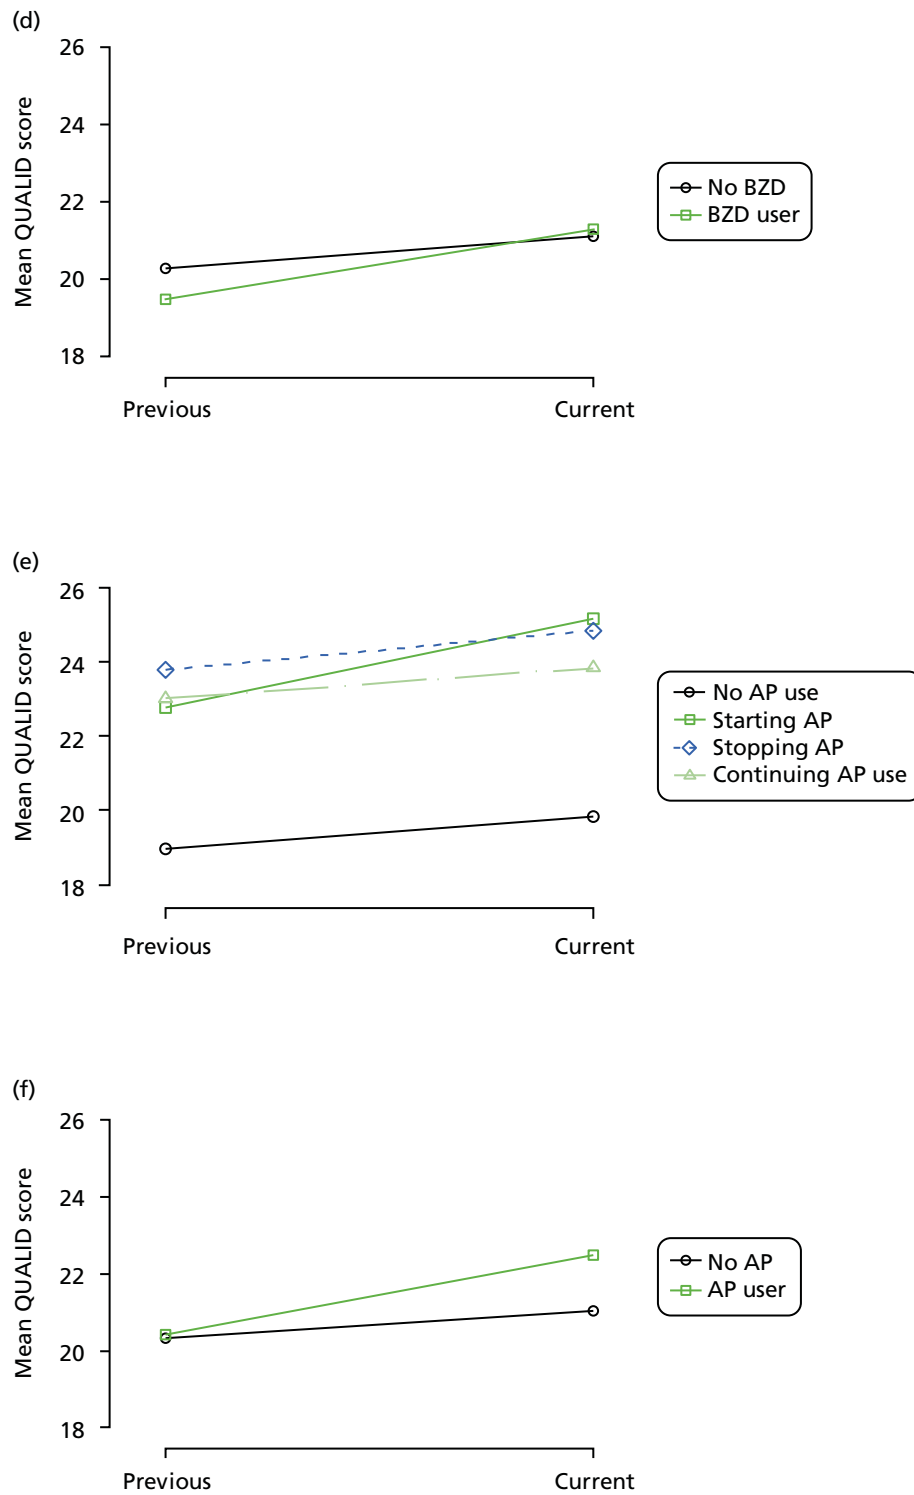 (d)
26
24
22
20
18
Mean QUALID score
Previous
Current
No BZD
BZD user
(e)
26
24
22
20
18
Mean QUALID score
Previous
Current
No AP use
Starting AP
Stopping AP
Continuing AP use
(f)
26
24
22
20
18
Mean QUALID score
Previous
Current
No AP
AP user